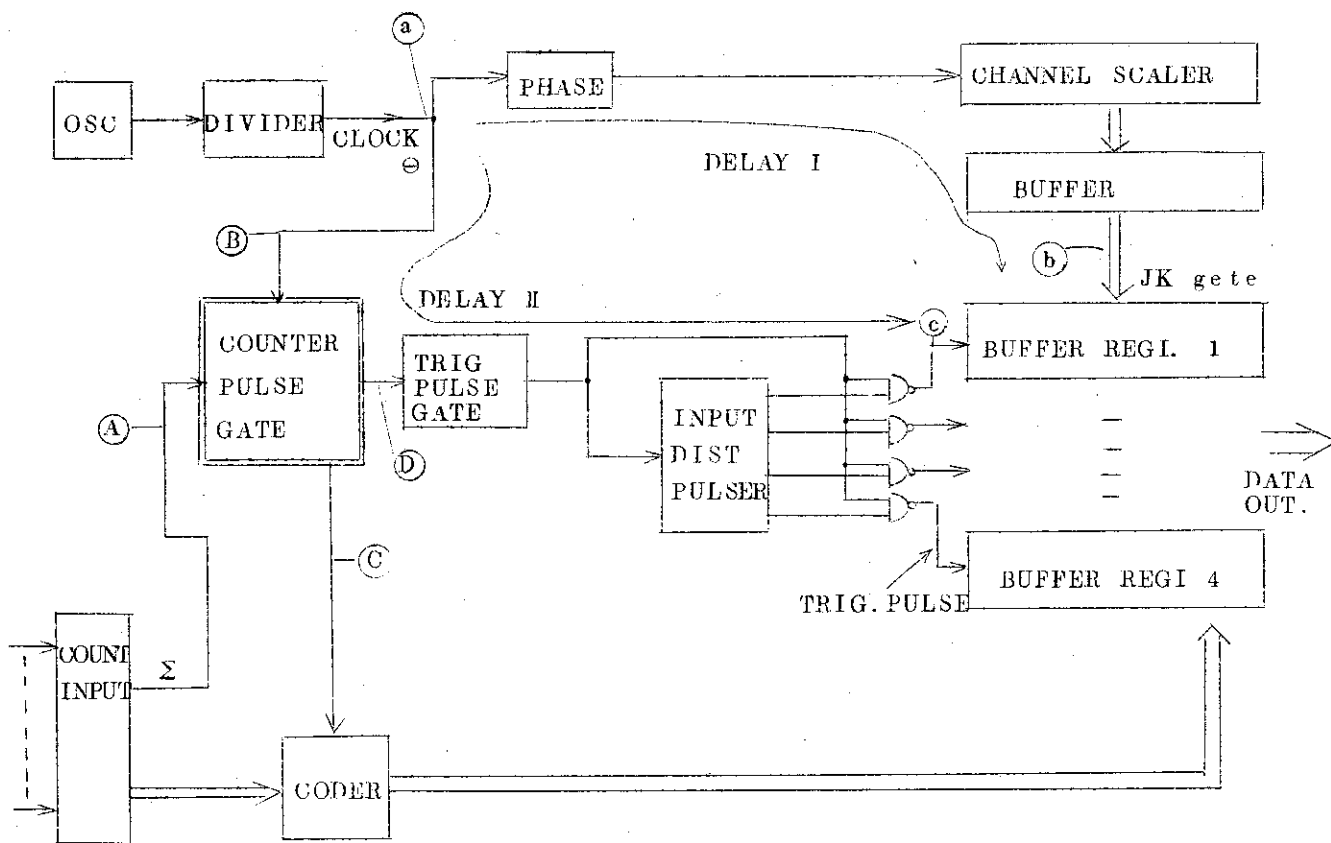 a
OSC
DIVIDER
CLOCK
⊖
PHASE
CHANNEL SCALER
DELAY I
BUFFER
B
b
JK gete
DELAY II
c
COUNTER
PULSE
GATE
TRIG
PULSE
GATE
BUFFER REGI. 1
A
D
INPUT
DIST
PULSER
DATA
OUT.
C
TRIG. PULSE
BUFFER REGI 4
COUNT
INPUT
Σ
CODER